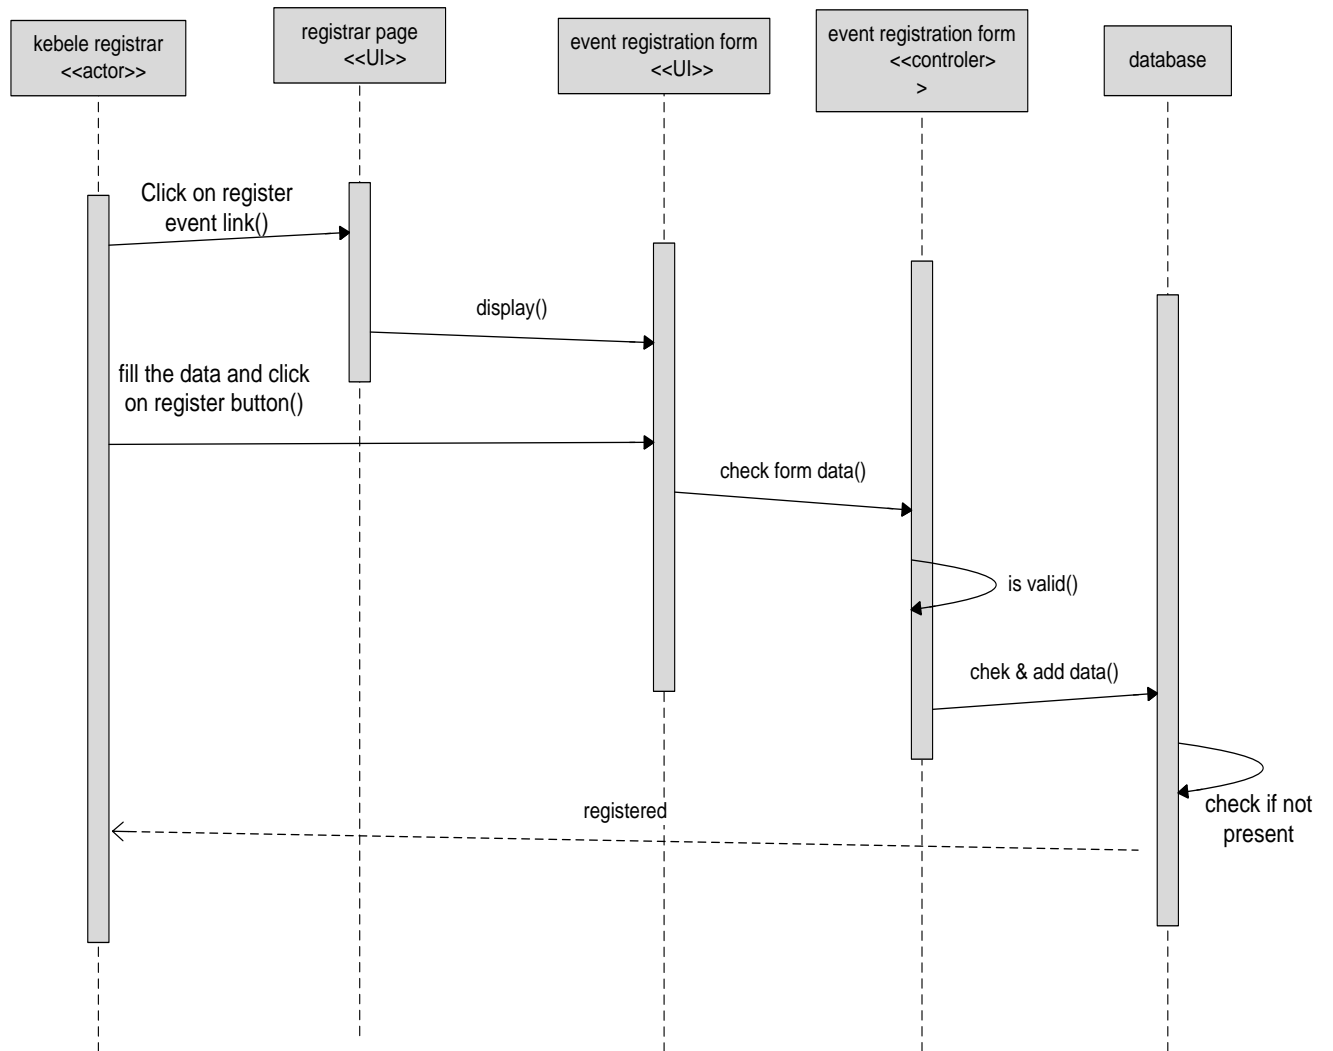 kebele registrar
<<actor>>
registrar page
<<UI>>
event registration form
<<UI>>
event registration form
<<controler>
>
database
Click on register
event link()
display()
fill the data and click
on register button()
check form data()
is valid()
chek & add data()
check if not
present
registered